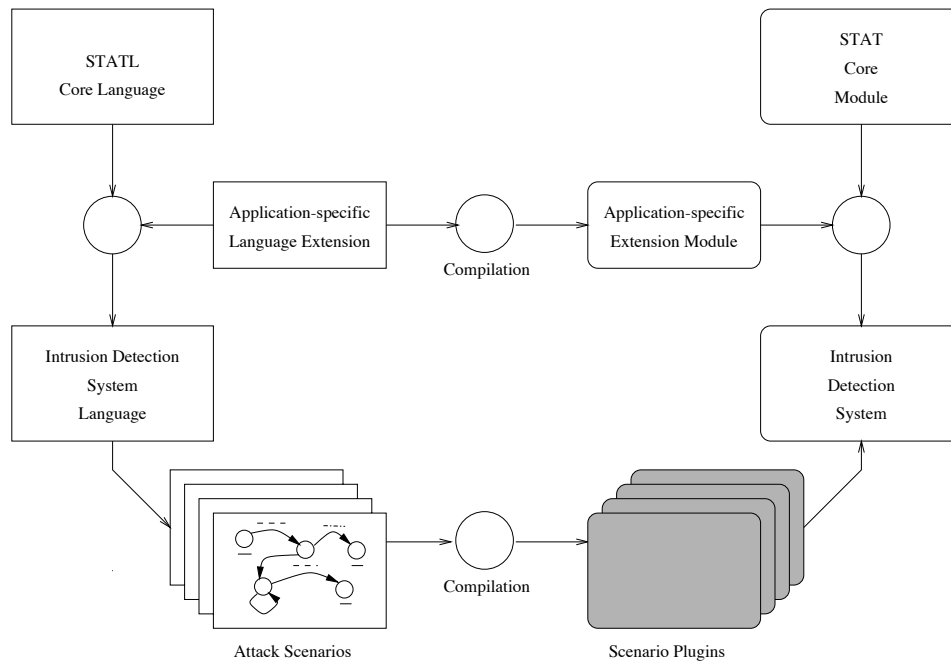 STATL
Core Language
STAT
Core
Module
Application-specific
Language Extension
Compilation
Application-specific
Extension Module
Intrusion Detection
System
Language
Intrusion
Detection
System
Compilation
Attack Scenarios
Scenario Plugins